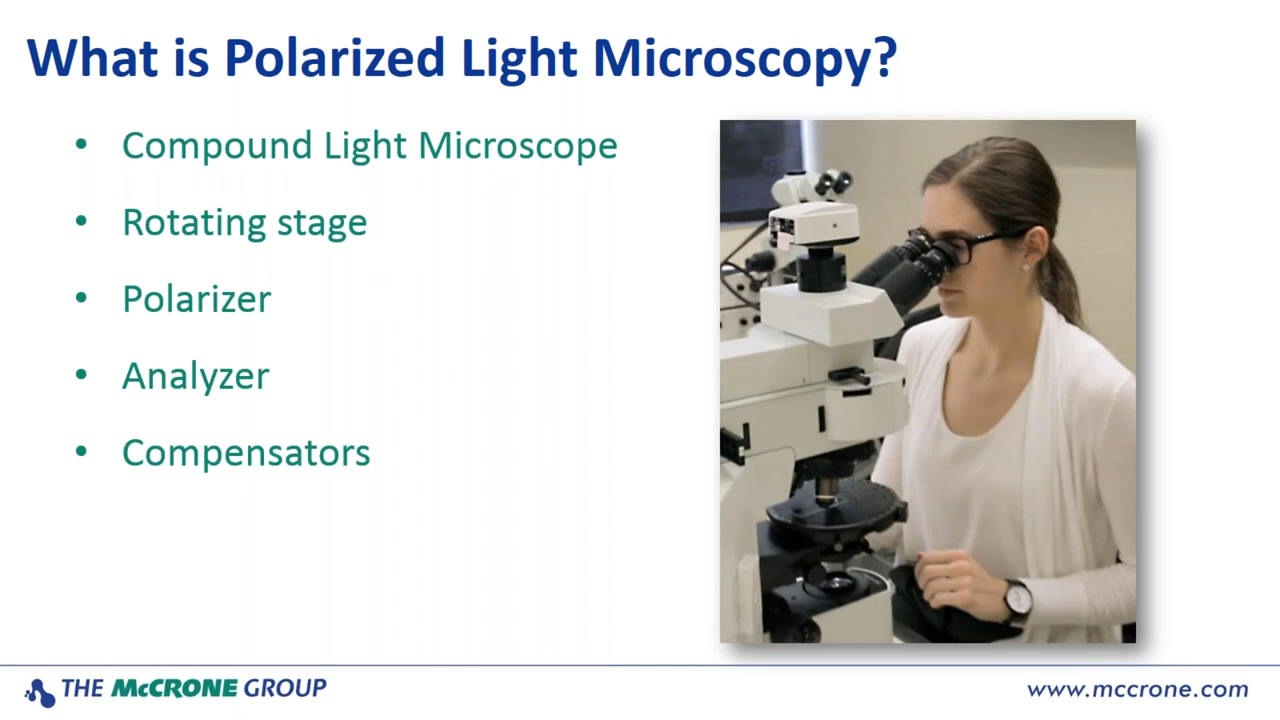 What is Polarized Light Microscopy?
• Compound Light Microscope
• Rotating stage
• Polarizer
• Analyzer
• Compensators
THE McCRONE GROUP
www.mccrone.com